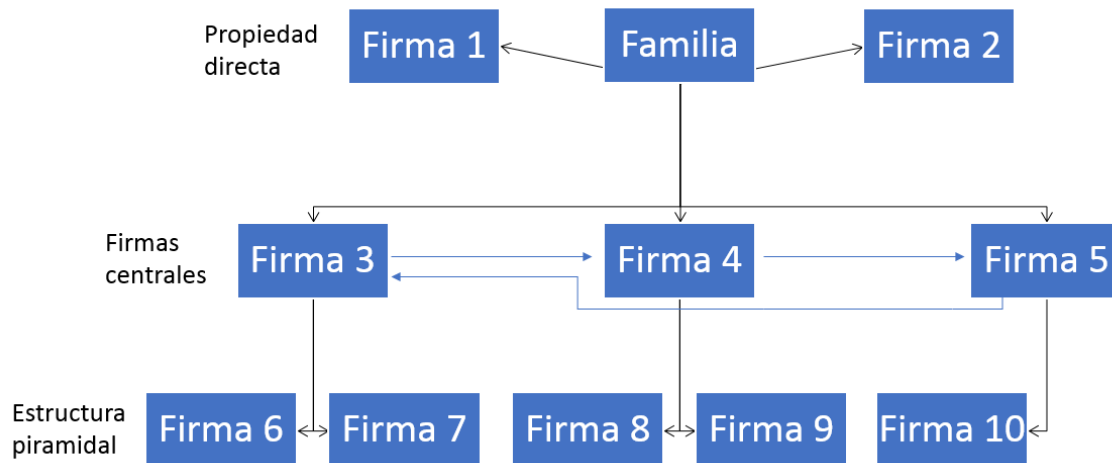 Propiedad
directa
Firma 1
Familia
Firma 2
Firmas
centrales
Firma 3
Firma 4
Firma 5
Estructura
piramidal
Firma 6
Firma 7
Firma 8
Firma 9
Firma 10